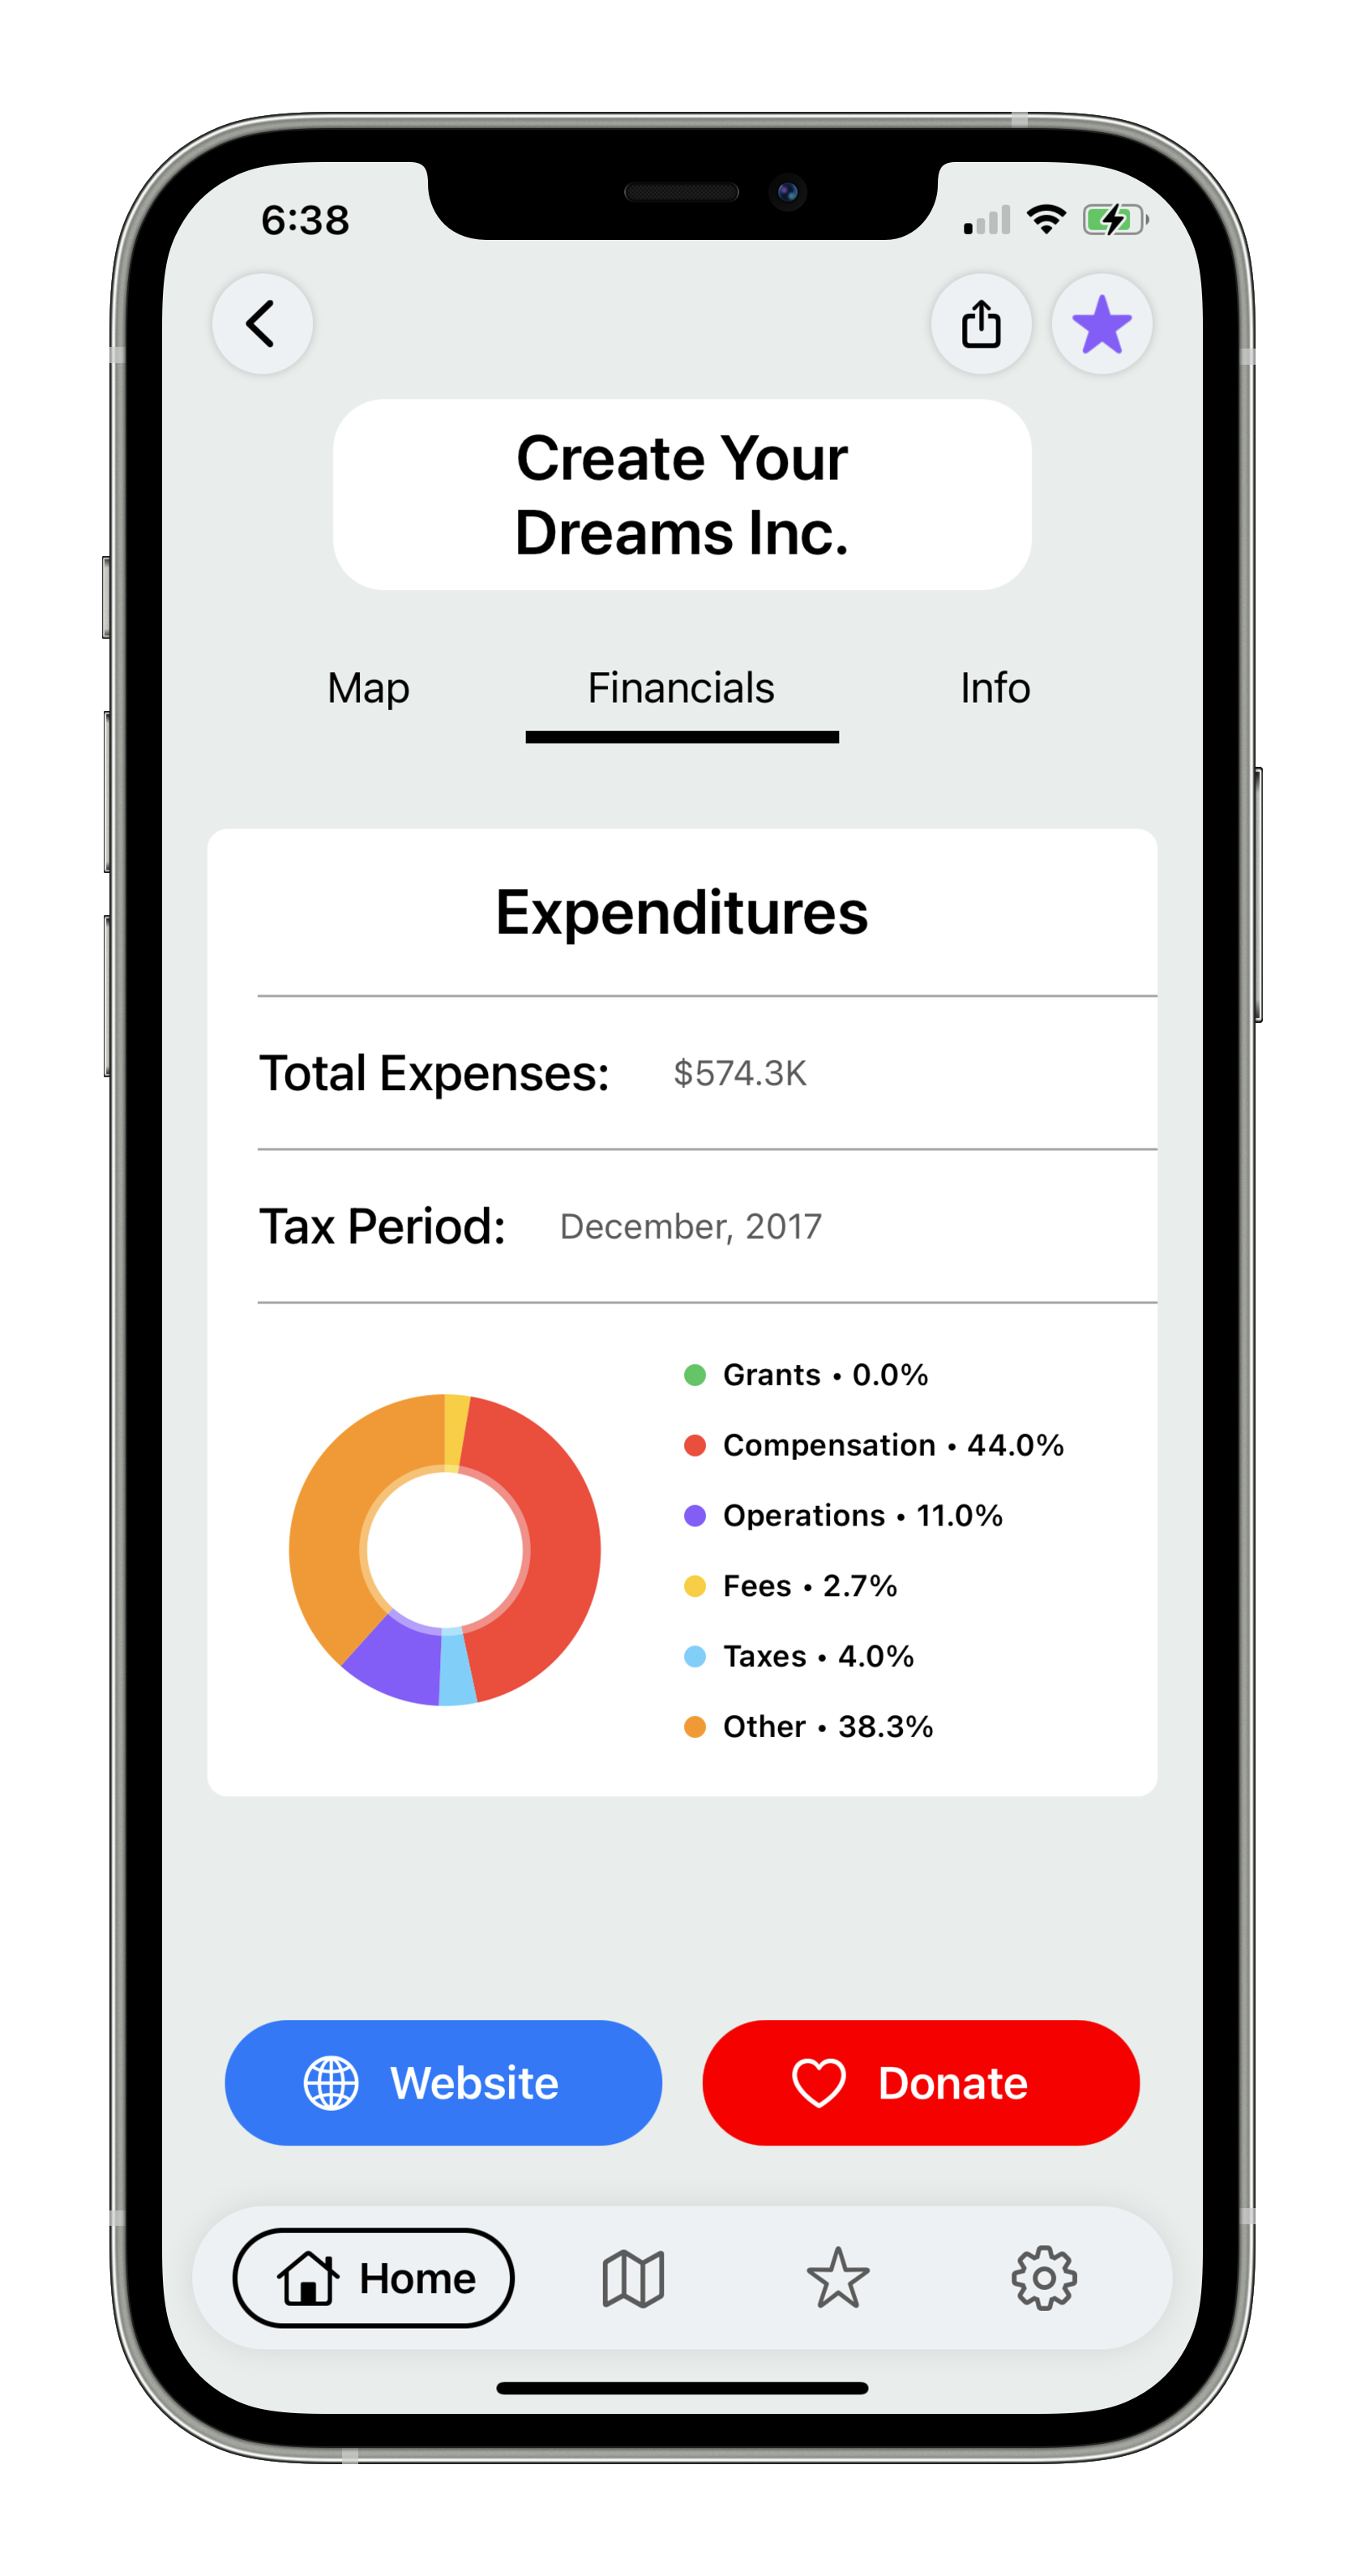 6:38
Create Your
Dreams Inc.
Map Financials Info
Expenditures
Total Expenses: $574.3K
Tax Period: December, 2017
Grants • 0.0%
Compensation • 44.0%
Operations • 11.0%
Fees • 2.7%
Taxes • 4.0%
Other • 38.3%
Website Donate
Home